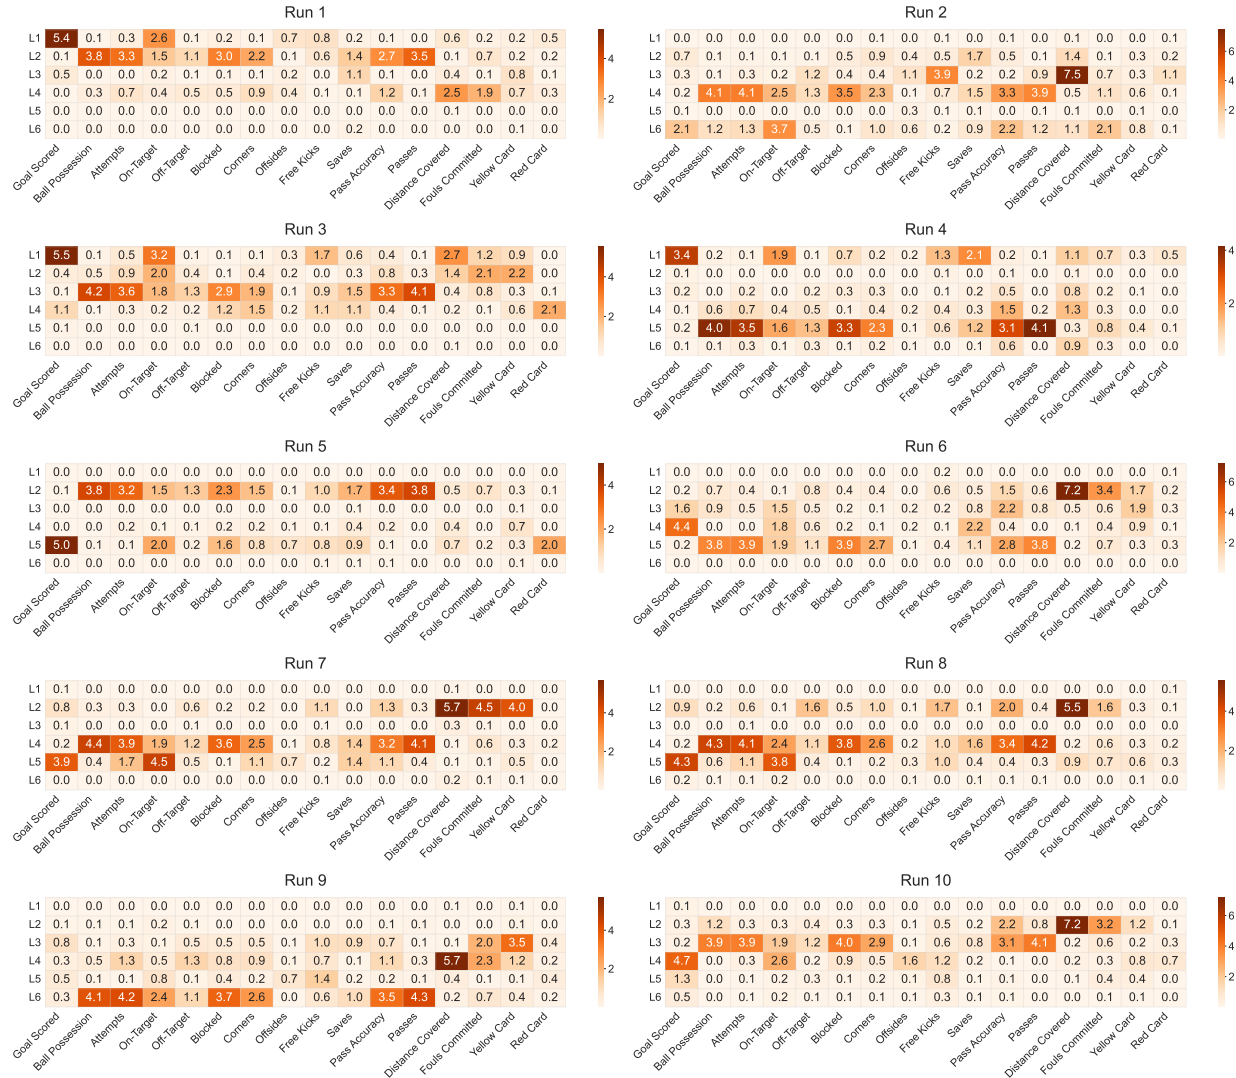 Run 1
L1 5.4 0.1 0.3 2.6 0.1 0.2 0.1 0.7 0.8 0.2 0.1 0.0 0.6 0.2 0.2 0.5
L2 0.1 3.8 3.3 1.5 1.1 3.0 2.2 0.1 0.6 1.4 2.7 3.5 0.4 0.7 0.2 0.2
L3 0.5 0.0 0.0 0.2 0.1 0.1 0.1 0.2 0.0 1.1 0.0 0.0 0.4 0.1 0.8 0.1
L4 0.0 0.3 0.7 0.4 0.5 0.5 0.9 0.4 0.1 0.1 1.2 0.1 2.5 1.9 0.7 0.3
L5 0.0 0.0 0.0 0.0 0.0 0.0 0.0 0.0 0.0 0.0 0.0 0.0 0.1 0.0 0.0 0.0
L6 0.0 0.0 0.0 0.0 0.0 0.0 0.0 0.0 0.0 0.2 0.0 0.0 0.0 0.0 0.1 0.0
Goal Scored Ball Possession Attempts On-Target Off-Target Blocked Corners Offsides Free Kicks Saves Pass Accuracy Passes Distance Covered Fouls Committed Yellow Card Red Card
4
2
Run 2
L1 0.0 0.0 0.0 0.1 0.0 0.0 0.0 0.0 0.1 0.0 0.1 0.0 0.0 0.1 0.0 0.1
L2 0.7 0.1 0.1 0.1 0.2 0.5 0.9 0.4 0.5 1.7 0.5 0.1 1.4 0.1 0.3 0.2
L3 0.3 0.1 0.3 0.2 1.2 0.4 0.4 1.1 3.9 0.2 0.2 0.9 7.5 0.7 0.3 1.1
L4 0.2 4.1 4.1 2.5 1.3 3.5 2.3 0.1 0.7 1.5 3.3 3.9 0.5 1.1 0.6 0.1
L5 0.1 0.0 0.0 0.0 0.1 0.0 0.0 0.3 0.1 0.1 0.0 0.0 0.1 0.0 0.0 0.2
L6 2.1 1.2 1.3 3.7 0.5 0.1 1.0 0.6 0.2 0.9 2.2 1.2 1.1 2.1 0.8 0.1
Goal Scored Ball Possession Attempts On-Target Off-Target Blocked Corners Offsides Free Kicks Saves Pass Accuracy Passes Distance Covered Fouls Committed Yellow Card Red Card
6
4
2
Run 3
L1 5.5 0.1 0.5 3.2 0.1 0.1 0.1 0.3 1.7 0.6 0.4 0.1 2.7 1.2 0.9 0.0
L2 0.4 0.5 0.9 2.0 0.4 0.1 0.4 0.2 0.0 0.3 0.8 0.3 1.4 2.1 2.2 0.0
L3 0.1 4.2 3.6 1.8 1.3 2.9 1.9 0.1 0.9 1.5 3.3 4.1 0.4 0.8 0.3 0.1
L4 1.1 0.1 0.3 0.2 0.2 1.2 1.5 0.2 1.1 1.1 0.4 0.1 0.2 0.1 0.6 2.1
L5 0.1 0.0 0.0 0.0 0.1 0.0 0.0 0.0 0.0 0.0 0.0 0.0 0.0 0.0 0.0 0.0
L6 0.0 0.0 0.0 0.0 0.0 0.0 0.0 0.0 0.0 0.0 0.0 0.0 0.1 0.0 0.0 0.0
Goal Scored Ball Possession Attempts On-Target Off-Target Blocked Corners Offsides Free Kicks Saves Pass Accuracy Passes Distance Covered Fouls Committed Yellow Card Red Card
4
2
Run 4
L1 3.4 0.2 0.1 1.9 0.1 0.7 0.2 0.2 1.3 2.1 0.2 0.1 1.1 0.7 0.3 0.5
L2 0.1 0.0 0.0 0.0 0.0 0.0 0.0 0.0 0.1 0.0 0.1 0.0 0.1 0.0 0.0 0.0
L3 0.2 0.0 0.2 0.0 0.2 0.3 0.3 0.0 0.1 0.2 0.5 0.0 0.8 0.2 0.1 0.0
L4 0.1 0.6 0.7 0.4 0.5 0.1 0.4 0.2 0.4 0.3 1.5 0.2 1.3 0.3 0.0 0.0
L5 0.2 4.0 3.5 1.6 1.3 3.3 2.3 0.1 0.6 1.2 3.1 4.1 0.3 0.8 0.4 0.1
L6 0.1 0.1 0.3 0.1 0.3 0.1 0.2 0.0 0.1 0.2 0.6 0.0 0.9 0.3 0.0 0.0
Goal Scored Ball Possession Attempts On-Target Off-Target Blocked Corners Offsides Free Kicks Saves Pass Accuracy Passes Distance Covered Fouls Committed Yellow Card Red Card
4
2
Run 5
L1 0.0 0.0 0.0 0.0 0.0 0.0 0.0 0.0 0.0 0.0 0.0 0.0 0.0 0.0 0.0 0.0
L2 0.1 3.8 3.2 1.5 1.3 2.3 1.5 0.1 1.0 1.7 3.4 3.8 0.5 0.7 0.3 0.1
L3 0.0 0.0 0.0 0.0 0.0 0.0 0.0 0.0 0.0 0.1 0.0 0.0 0.0 0.0 0.1 0.0
L4 0.0 0.0 0.2 0.1 0.1 0.2 0.2 0.1 0.1 0.4 0.2 0.0 0.4 0.0 0.7 0.0
L5 5.0 0.1 0.1 2.0 0.2 1.6 0.8 0.7 0.8 0.9 0.1 0.0 0.7 0.2 0.3 2.0
L6 0.0 0.0 0.0 0.0 0.0 0.0 0.0 0.0 0.1 0.1 0.0 0.0 0.0 0.0 0.1 0.0
Goal Scored Ball Possession Attempts On-Target Off-Target Blocked Corners Offsides Free Kicks Saves Pass Accuracy Passes Distance Covered Fouls Committed Yellow Card Red Card
4
2
Run 6
L1 0.0 0.0 0.0 0.0 0.0 0.0 0.0 0.0 0.2 0.0 0.0 0.0 0.0 0.0 0.0 0.1
L2 0.2 0.7 0.4 0.1 0.8 0.4 0.4 0.0 0.6 0.5 1.5 0.6 7.2 3.4 1.7 0.2
L3 1.6 0.9 0.5 1.5 0.5 0.0 0.2 0.2 0.2 0.8 2.2 0.8 0.5 0.6 1.9 0.3
L4 4.4 0.0 0.0 1.8 0.6 0.2 0.1 0.2 0.1 2.2 0.4 0.0 0.1 0.4 0.9 0.1
L5 0.2 3.8 3.9 1.9 1.1 3.9 2.7 0.1 0.4 1.1 2.8 3.8 0.2 0.7 0.3 0.3
L6 0.0 0.0 0.0 0.0 0.0 0.0 0.0 0.0 0.0 0.0 0.0 0.0 0.0 0.0 0.0 0.0
Goal Scored Ball Possession Attempts On-Target Off-Target Blocked Corners Offsides Free Kicks Saves Pass Accuracy Passes Distance Covered Fouls Committed Yellow Card Red Card
6
4
2
Run 7
L1 0.1 0.0 0.0 0.0 0.0 0.0 0.0 0.0 0.0 0.0 0.0 0.0 0.1 0.0 0.0 0.0
L2 0.8 0.3 0.3 0.0 0.6 0.2 0.2 0.0 1.1 0.0 1.3 0.3 5.7 4.5 4.0 0.0
L3 0.1 0.0 0.0 0.0 0.1 0.0 0.0 0.0 0.1 0.0 0.0 0.0 0.3 0.1 0.0 0.0
L4 0.2 4.4 3.9 1.9 1.2 3.6 2.5 0.1 0.8 1.4 3.2 4.1 0.1 0.6 0.3 0.2
L5 3.9 0.4 1.7 4.5 0.5 0.1 1.1 0.7 0.2 1.4 1.1 0.4 0.1 0.1 0.5 0.0
L6 0.0 0.0 0.0 0.0 0.0 0.0 0.0 0.0 0.1 0.0 0.0 0.0 0.2 0.1 0.0 0.0
Goal Scored Ball Possession Attempts On-Target Off-Target Blocked Corners Offsides Free Kicks Saves Pass Accuracy Passes Distance Covered Fouls Committed Yellow Card Red Card
4
2
Run 8
L1 0.0 0.0 0.0 0.0 0.0 0.0 0.0 0.0 0.0 0.0 0.0 0.0 0.0 0.0 0.0 0.1
L2 0.9 0.2 0.6 0.1 1.6 0.5 1.0 0.1 1.7 0.4 2.0 0.4 5.5 1.6 0.3 0.1
L3 0.0 0.0 0.0 0.1 0.0 0.0 0.0 0.0 0.0 0.0 0.0 0.0 0.0 0.0 0.0 0.0
L4 0.2 4.3 4.1 2.4 1.1 3.8 2.6 0.2 1.0 1.6 3.4 4.2 0.2 0.6 0.3 0.2
L5 4.3 0.6 1.1 3.8 0.4 0.1 0.2 0.3 1.0 0.4 0.4 0.3 0.9 0.7 0.6 0.3
L6 0.2 0.1 0.1 0.2 0.0 0.0 0.0 0.1 0.1 0.0 0.1 0.0 0.0 0.1 0.0 0.0
Goal Scored Ball Possession Attempts On-Target Off-Target Blocked Corners Offsides Free Kicks Saves Pass Accuracy Passes Distance Covered Fouls Committed Yellow Card Red Card
4
2
Run 9
L1 0.0 0.0 0.0 0.0 0.0 0.0 0.0 0.0 0.0 0.0 0.0 0.0 0.1 0.0 0.1 0.0
L2 0.1 0.1 0.1 0.2 0.1 0.0 0.0 0.0 0.0 0.1 0.1 0.0 0.0 0.0 0.1 0.0
L3 0.8 0.1 0.3 0.1 0.5 0.5 0.5 0.1 1.0 0.9 0.7 0.1 0.1 2.0 3.5 0.4
L4 0.2 0.5 1.3 0.5 1.3 0.8 0.9 0.1 0.7 0.1 1.1 0.3 5.7 2.3 1.2 0.2
L5 0.5 0.1 0.1 0.8 0.1 0.4 0.2 0.7 1.4 0.2 0.2 0.1 0.4 0.1 0.1 0.4
L6 0.3 4.1 4.2 2.4 1.1 3.7 2.6 0.0 0.6 1.0 3.5 4.3 0.2 0.7 0.4 0.2
Goal Scored Ball Possession Attempts On-Target Off-Target Blocked Corners Offsides Free Kicks Saves Pass Accuracy Passes Distance Covered Fouls Committed Yellow Card Red Card
4
2
Run 10
L1 0.1 0.0 0.0 0.0 0.0 0.0 0.0 0.0 0.0 0.0 0.0 0.0 0.0 0.0 0.0 0.0
L2 0.3 1.2 0.3 0.3 0.4 0.3 0.3 0.1 0.5 0.2 2.2 0.8 7.2 3.2 1.2 0.1
L3 0.2 3.9 3.9 1.9 1.2 4.0 2.9 0.1 0.6 0.8 3.1 4.1 0.2 0.6 0.2 0.3
L4 4.7 0.0 0.3 2.6 0.2 0.9 0.5 1.6 1.2 0.2 0.1 0.0 0.2 0.3 0.8 0.7
L5 1.3 0.0 0.1 0.2 0.3 0.1 0.2 0.1 0.8 0.0 0.2 0.0 0.1 0.4 0.4 0.0
L6 0.5 0.0 0.1 0.2 0.0 0.1 0.1 0.0 0.3 0.0 0.1 0.0 0.0 0.1 0.1 0.0
Goal Scored Ball Possession Attempts On-Target Off-Target Blocked Corners Offsides Free Kicks Saves Pass Accuracy Passes Distance Covered Fouls Committed Yellow Card Red Card
6
4
2